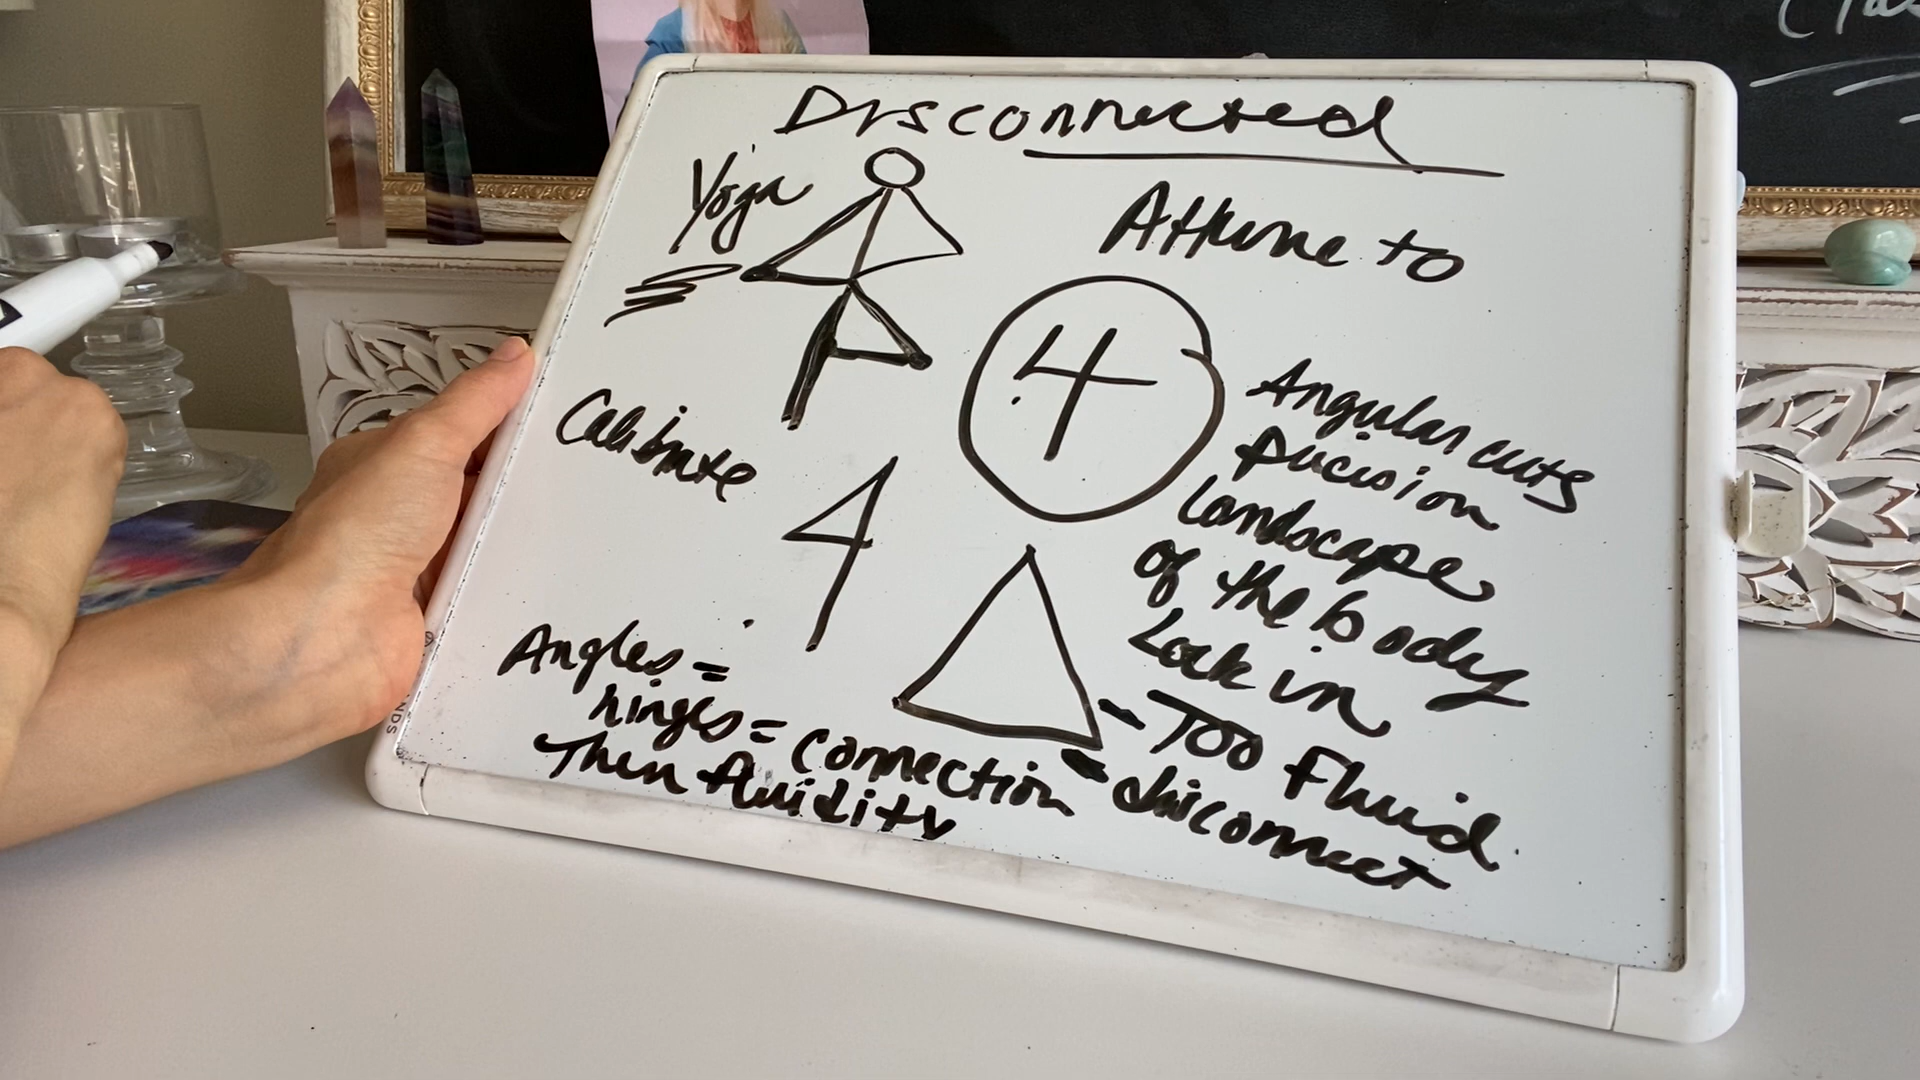 Disconnected
Yoga
Attune to
4
Calibrate
4
Angular cuts
precision
landscape
of the body
Lock in
- Too Fluid
- disconnect
Angles =
hinges = connection
Then fluidity
NDS